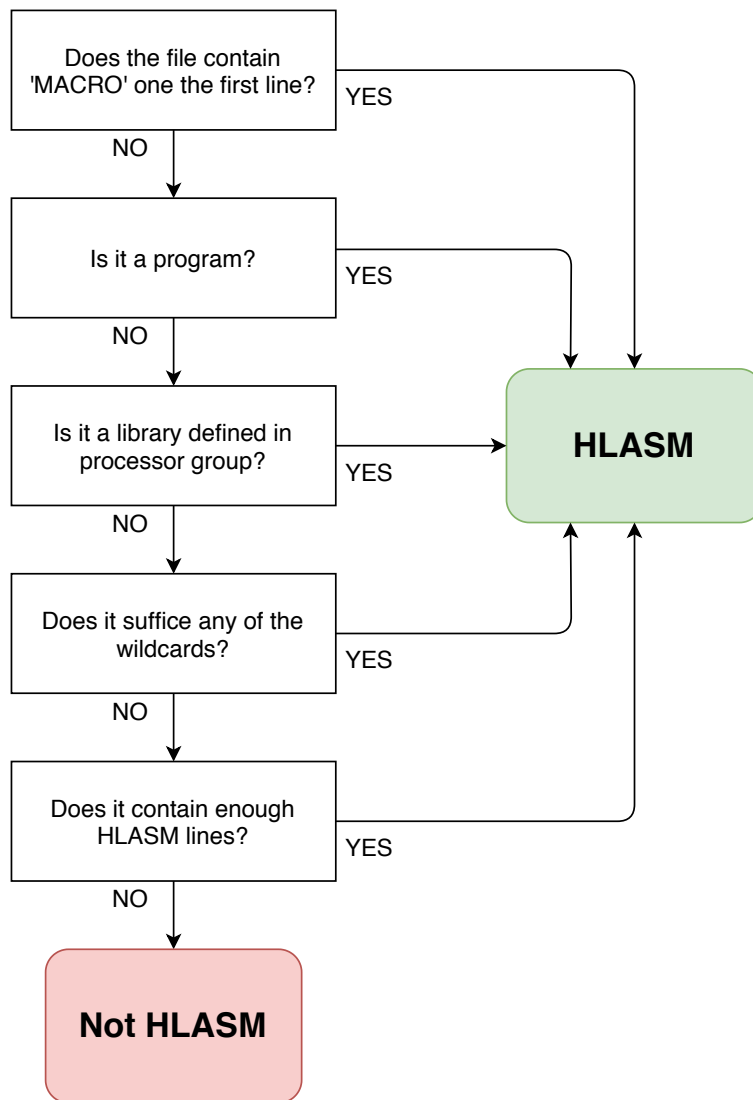 Does the file contain
'MACRO' one the first line?
YES
NO
Is it a program?
YES
NO
Is it a library defined in
processor group?
YES
HLASM
NO
Does it suffice any of the
wildcards?
YES
NO
Does it contain enough
HLASM lines?
YES
NO
Not HLASM